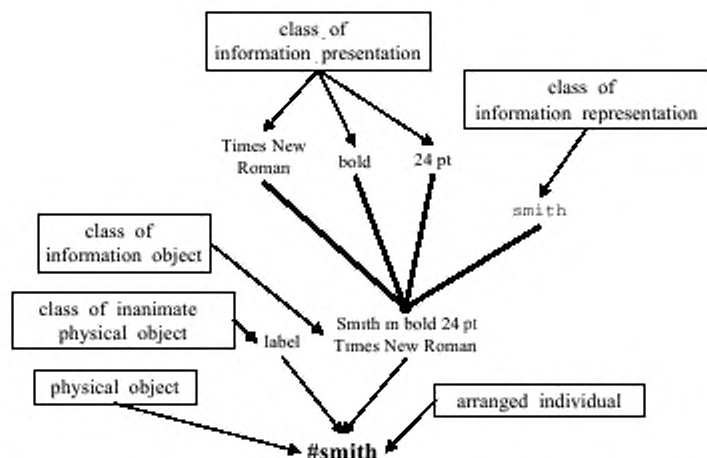 class of
information presentation
class of
information representation
Times New
Roman
bold
24 pt
smith
class of
information object
class of inanimate
physical object
label
Smith in bold 24 pt
Times New Roman
physical object
arranged individual
#smith